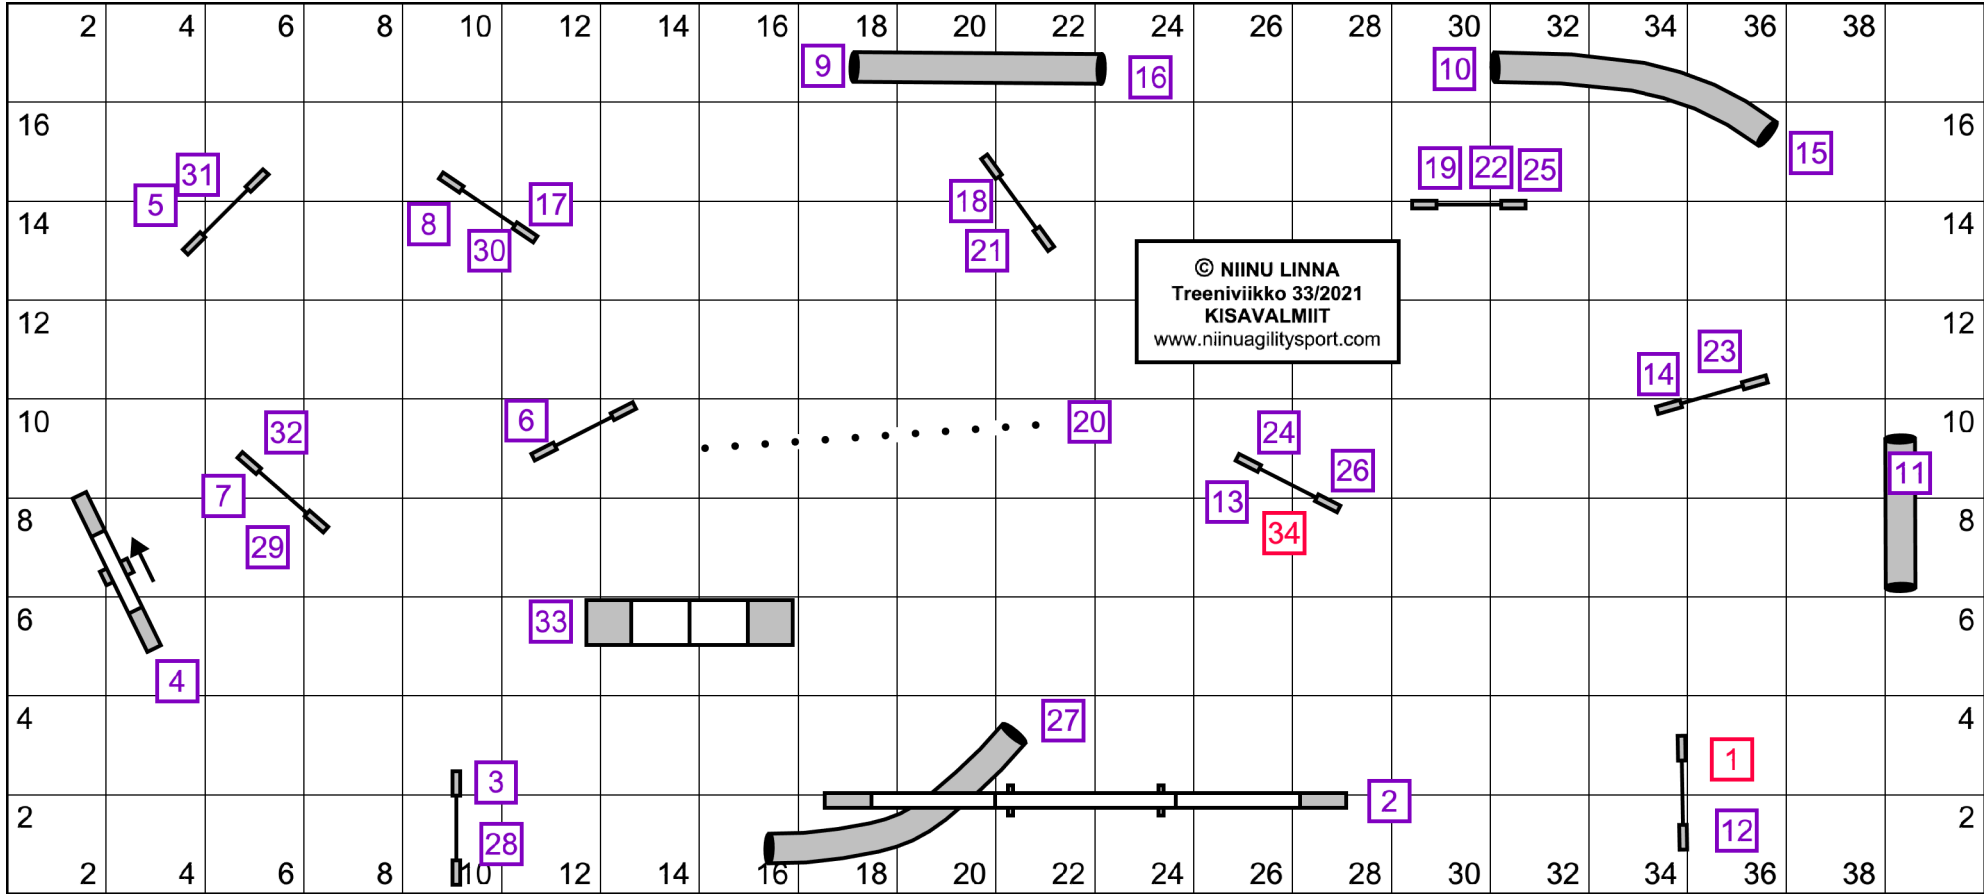 2 4 6 8 10 12 14 16 18 20 22 24 26 28 30 32 34 36 38
9 16 10
16 16
31 19 22 25 15
5 17 18
14 8 30 21 14
© NIINU LINNA
Treeniviikko 33/2021
KISAVALMIIT
www.niinuagilitysport.com
12 12
23
14
10 32 6 20 24 10
7 13 26 11
8 29 34 8
6 33 6
4
4 27 4
3 1
2 28 2 12 2
2 4 6 8 10 12 14 16 18 20 22 24 26 28 30 32 34 36 38